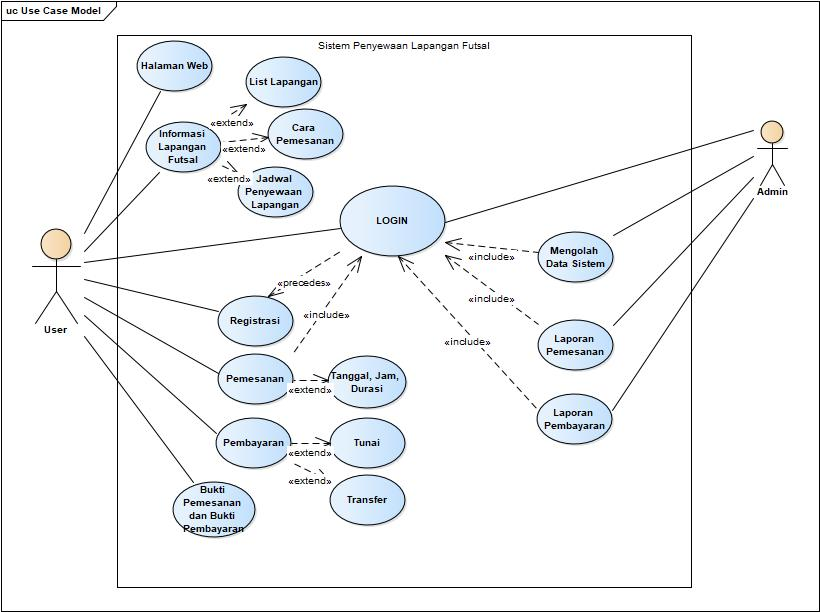 uc Use Case Model
Sistem Penyewaan Lapangan Futsal
Halaman Web
List Lapangan
«extend»
Cara
Pemesanan
Informasi
Lapangan
Futsal
«extend»
«extend»
Jadwal
Penyewaan
Lapangan
LOGIN
Admin
User
Mengolah
Data Sistem
«include»
«precedes»
Registrasi
«include»
«include»
Laporan
Pemesanan
«include»
Pemesanan
Tanggal, Jam,
Durasi
«extend»
Laporan
Pembayaran
Pembayaran
Tunai
«extend»
«extend»
Transfer
Bukti
Pemesanan
dan Bukti
Pembayaran